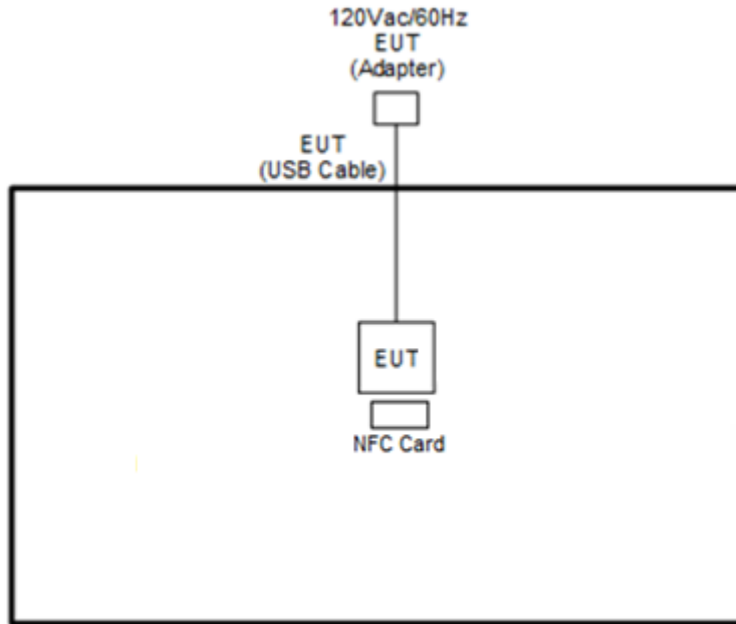 120Vac/60Hz
EUT
(Adapter)
EUT
(USB Cable)
EUT
NFC Card